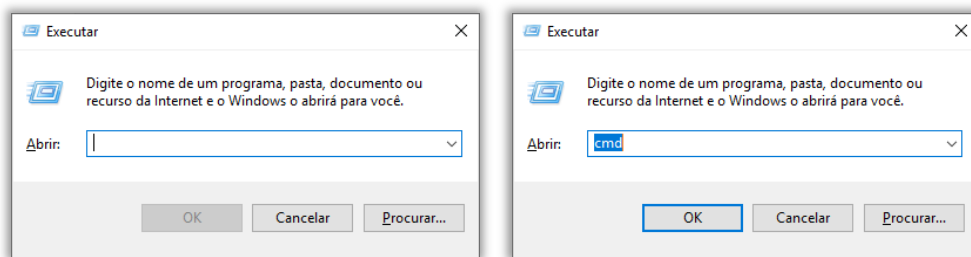 Executar
Digite o nome de um programa, pasta, documento ou
recurso da Internet e o Windows o abrirá para você.
Abrir:
OK Cancelar Procurar...
Executar
Digite o nome de um programa, pasta, documento ou
recurso da Internet e o Windows o abrirá para você.
Abrir: cmd
OK Cancelar Procurar...